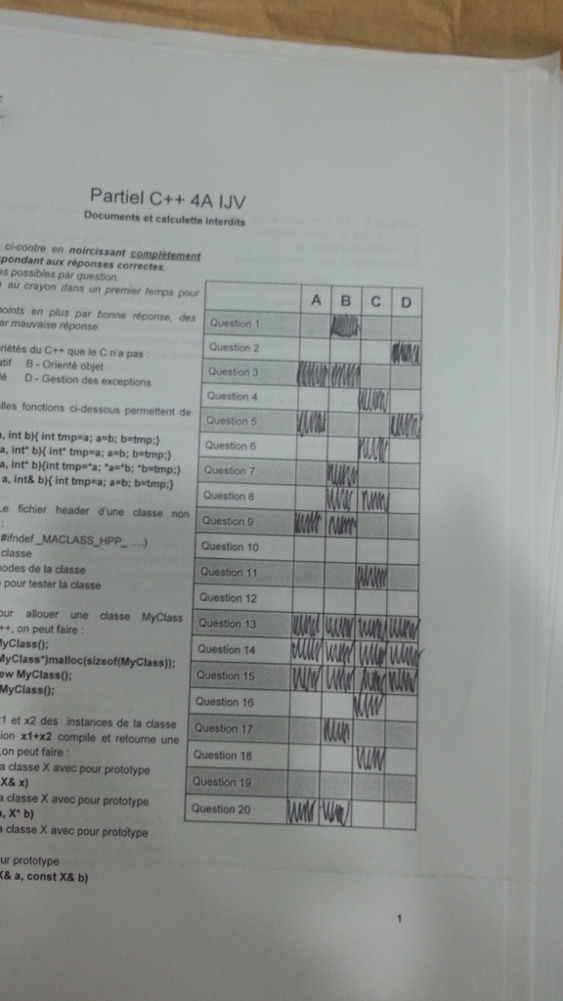 Partiel C++ 4A IJV
Documents et calculette interdits
ci-contre en noircissant complètement
pondant aux réponses correctes.
s possibles par question.
au crayon dans un premier temps pour
points en plus par bonne réponse, des
ar mauvaise réponse.
riétés du C++ que le C n'a pas :
atif B - Orienté objet
lé D - Gestion des exceptions
elles fonctions ci-dessous permettent de
, int b){ int tmp=a; a=b; b=tmp;}
a, int* b){ int* tmp=a; a=b; b=tmp;}
a, int* b){int tmp=*a; *a=*b; *b=tmp;}
a, int& b){ int tmp=a; a=b; b=tmp;}
Le fichier header d'une classe non
:
#ifndef _MACLASS_HPP_ ....)
classe
hodes de la classe
pour tester la classe
our allouer une classe MyClass
++, on peut faire :
MyClass();
MyClass*)malloc(sizeof(MyClass));
ew MyClass();
MyClass();
x1 et x2 des instances de la classe
ion x1+x2 compile et retourne une
,on peut faire :
a classe X avec pour prototype
X& x)
a classe X avec pour prototype
, X* b)
a classe X avec pour prototype
ur prototype
X& a, const X& b)
A B C D
Question 1
Question 2
Question 3
Question 4
Question 5
Question 6
Question 7
Question 8
Question 9
Question 10
Question 11
Question 12
Question 13
Question 14
Question 15
Question 16
Question 17
Question 18
Question 19
Question 20
1